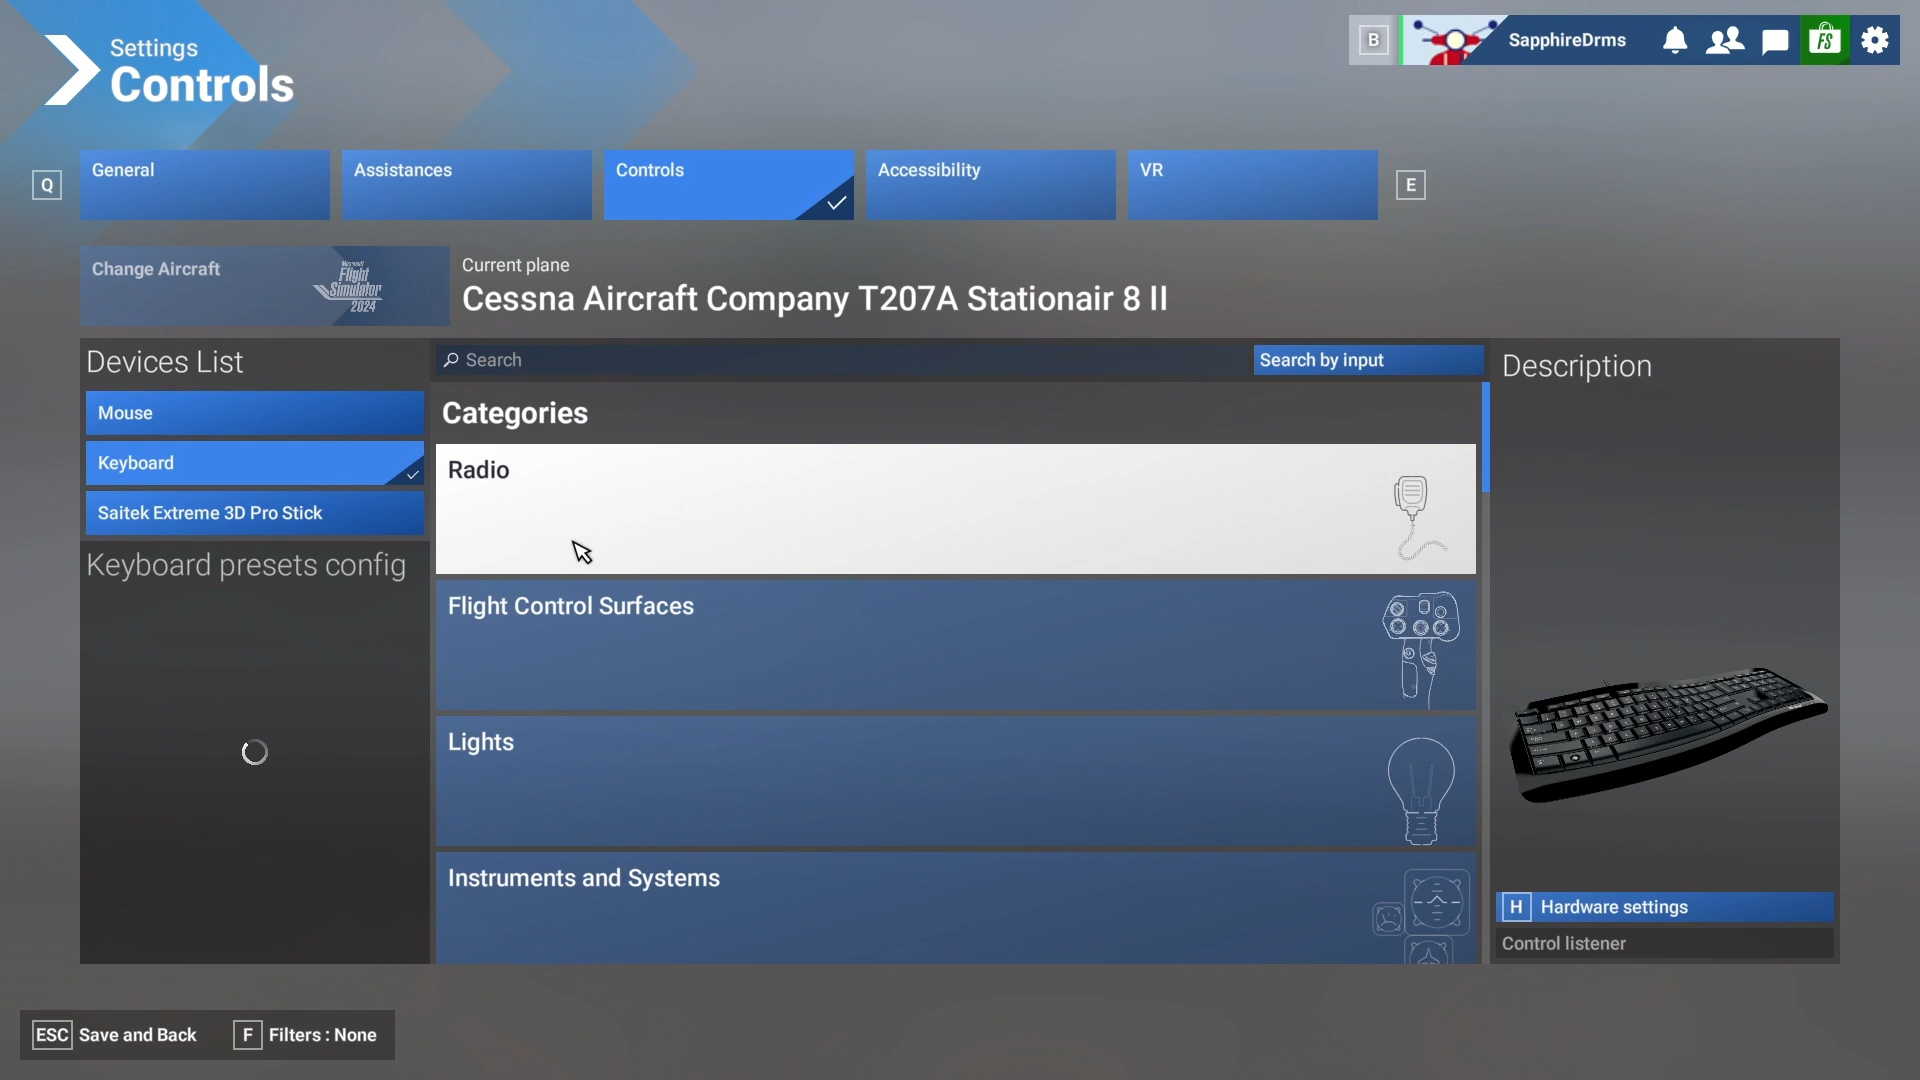 Settings
Controls
B
SapphireDrms
FS
Q
General
Assistances
Controls
Accessibility
VR
E
Change Aircraft
Microsoft
Flight
Simulator
2024
Current plane
Cessna Aircraft Company T207A Stationair 8 II
Devices List
Mouse
Keyboard
Saitek Extreme 3D Pro Stick
Keyboard presets config
Search
Search by input
Categories
Radio
Flight Control Surfaces
Lights
Instruments and Systems
Description
H Hardware settings
Control listener
ESC Save and Back
F Filters : None